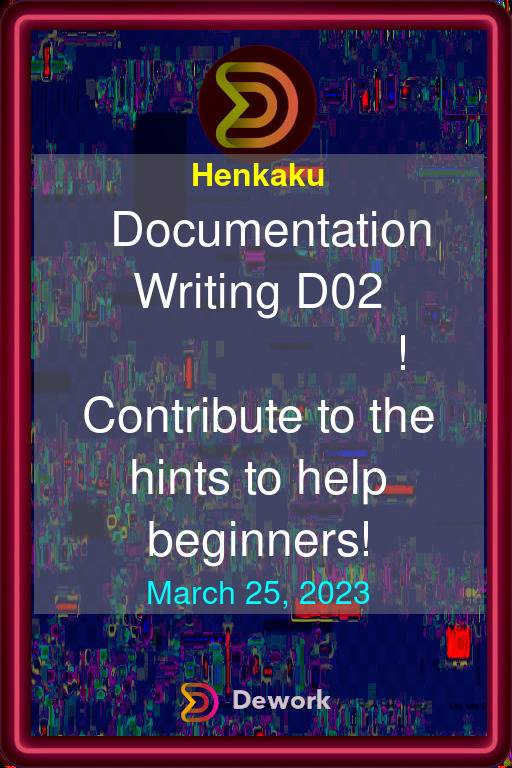 Henkaku
Documentation
Writing D02
!
Contribute to the
hints to help
beginners!
March 25, 2023
Dework